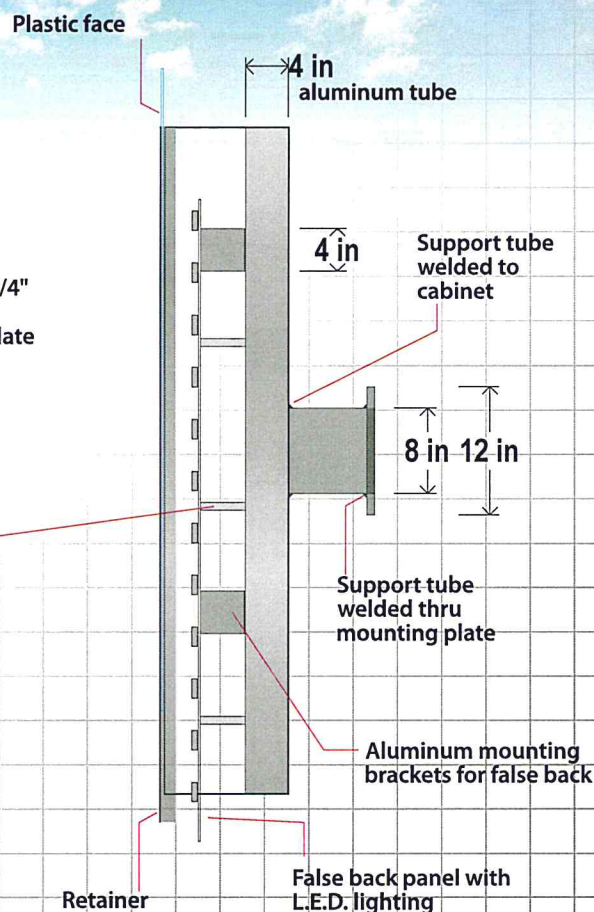 Plastic face
4 in
aluminum tube
4 in
Support tube
welded to
cabinet
/4"
late
8 in 12 in
Support tube
welded thru
mounting plate
Aluminum mounting
brackets for false back
False back panel with
L.E.D. lighting
Retainer